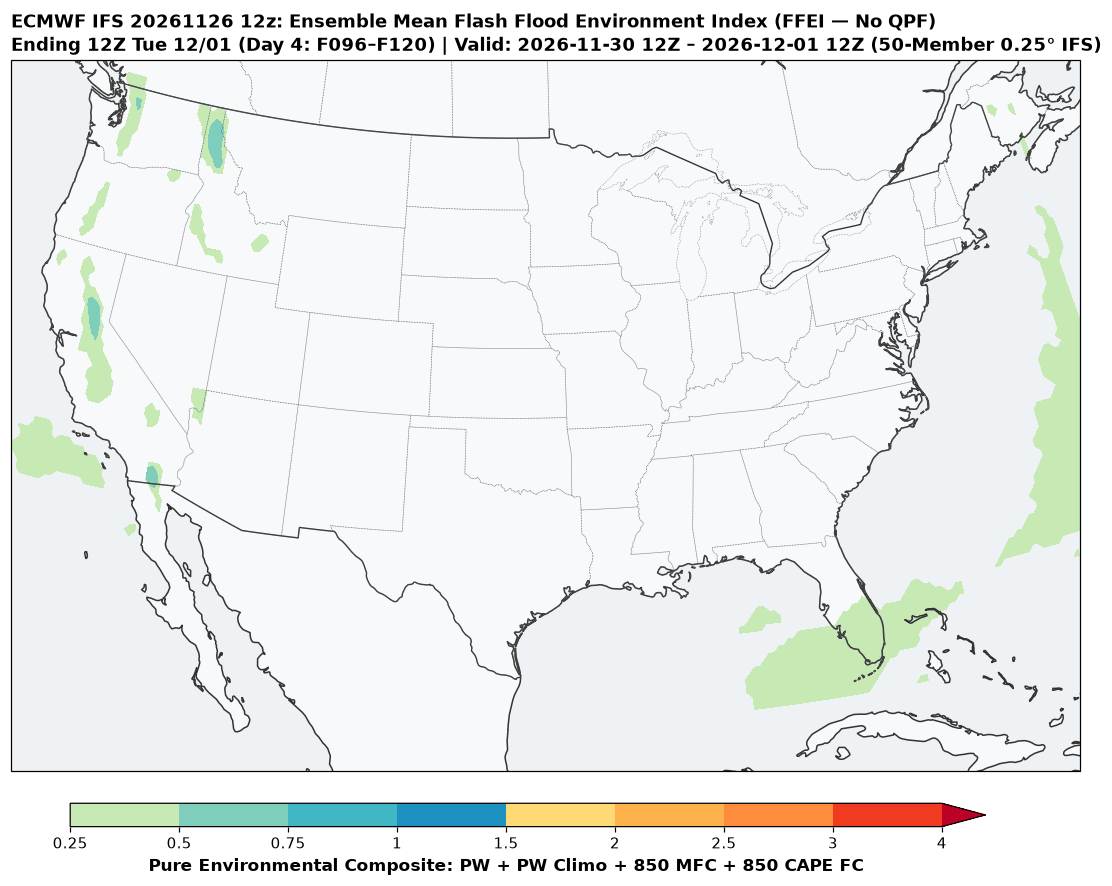 ECMWF IFS 20261126 12z: Ensemble Mean Flash Flood Environment Index (FFEI — No QPF)
Ending 12Z Tue 12/01 (Day 4: F096–F120) | Valid: 2026-11-30 12Z – 2026-12-01 12Z (50-Member 0.25° IFS)
0.25 0.5 0.75 1 1.5 2 2.5 3 4
Pure Environmental Composite: PW + PW Climo + 850 MFC + 850 CAPE FC